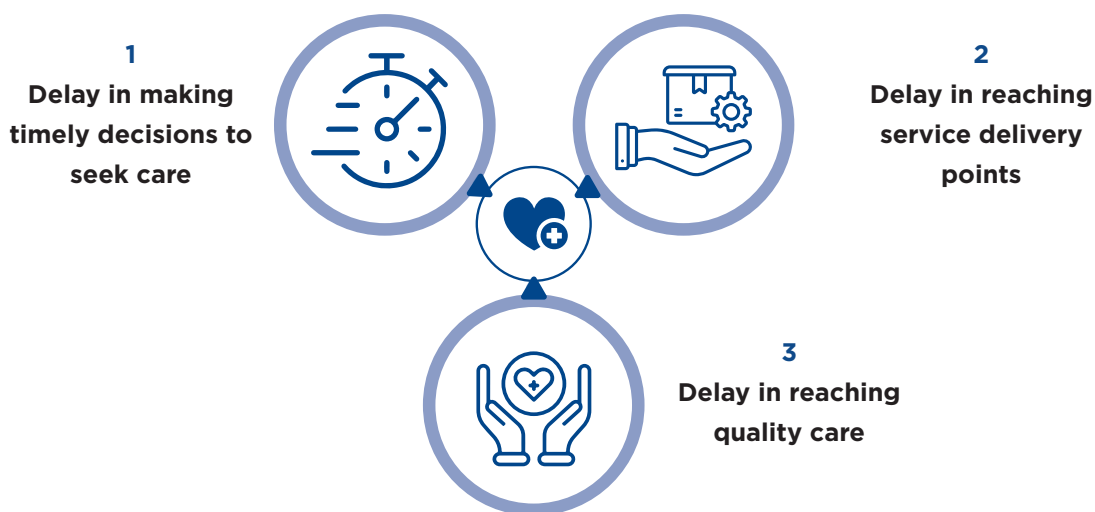 1
Delay in making
timely decisions to
seek care
2
Delay in reaching
service delivery
points
3
Delay in reaching
quality care